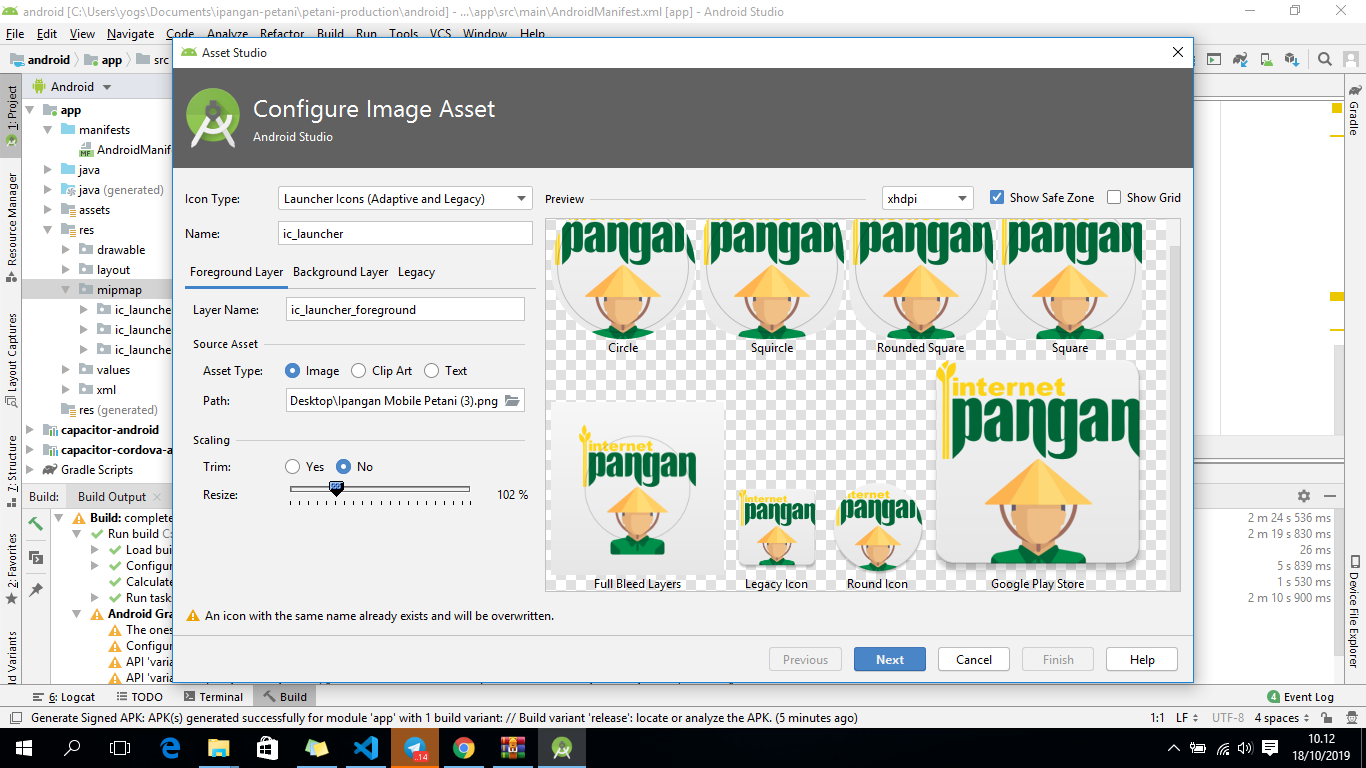 android [C:\Users\yogs\Documents\ipangan-petani\petani-production\android] - ...\app\src\main\AndroidManifest.xml [app] - Android Studio
File Edit View Navigate Code Analyze Refactor Build Run Tools VCS Window Help
android app src
Asset Studio
Configure Image Asset
Android Studio
1: Project
Resource Manager
Layout Captures
Z: Structure
2: Favorites
Android
app
manifests
AndroidManif
java
java (generated)
assets
res
drawable
layout
mipmap
ic_launche
ic_launche
ic_launche
values
xml
res (generated)
capacitor-android
capacitor-cordova-a
Gradle Scripts
Icon Type: Launcher Icons (Adaptive and Legacy)
Name: ic_launcher
Foreground Layer Background Layer Legacy
Layer Name: ic_launcher_foreground
Source Asset
Asset Type: Image Clip Art Text
Path: Desktop\Ipangan Mobile Petani (3).png
Scaling
Trim: Yes No
Resize: 102 %
Preview xhdpi Show Safe Zone Show Grid
pangan pangan pangan pangan
Circle Squircle Rounded Square Square
internet
pangan
internet
pangan
internet
pangan
ternet
pangan
Full Bleed Layers Legacy Icon Round Icon Google Play Store
An icon with the same name already exists and will be overwritten.
Previous Next Cancel Finish Help
Gradle
Device File Explorer
Build: Build Output
Build: complete
Run build C:
Load bui
Configur
Calculate
Run tasks
Android Gra
The ones
Configur
API 'varia
API 'varia
2 m 24 s 536 ms
2 m 19 s 830 ms
26 ms
5 s 839 ms
1 s 530 ms
2 m 10 s 900 ms
d Variants
6: Logcat TODO Terminal Build 4 Event Log
Generate Signed APK: APK(s) generated successfully for module 'app' with 1 build variant: // Build variant 'release': locate or analyze the APK. (5 minutes ago) 1:1 LF UTF-8 4 spaces
..14
10.12
18/10/2019